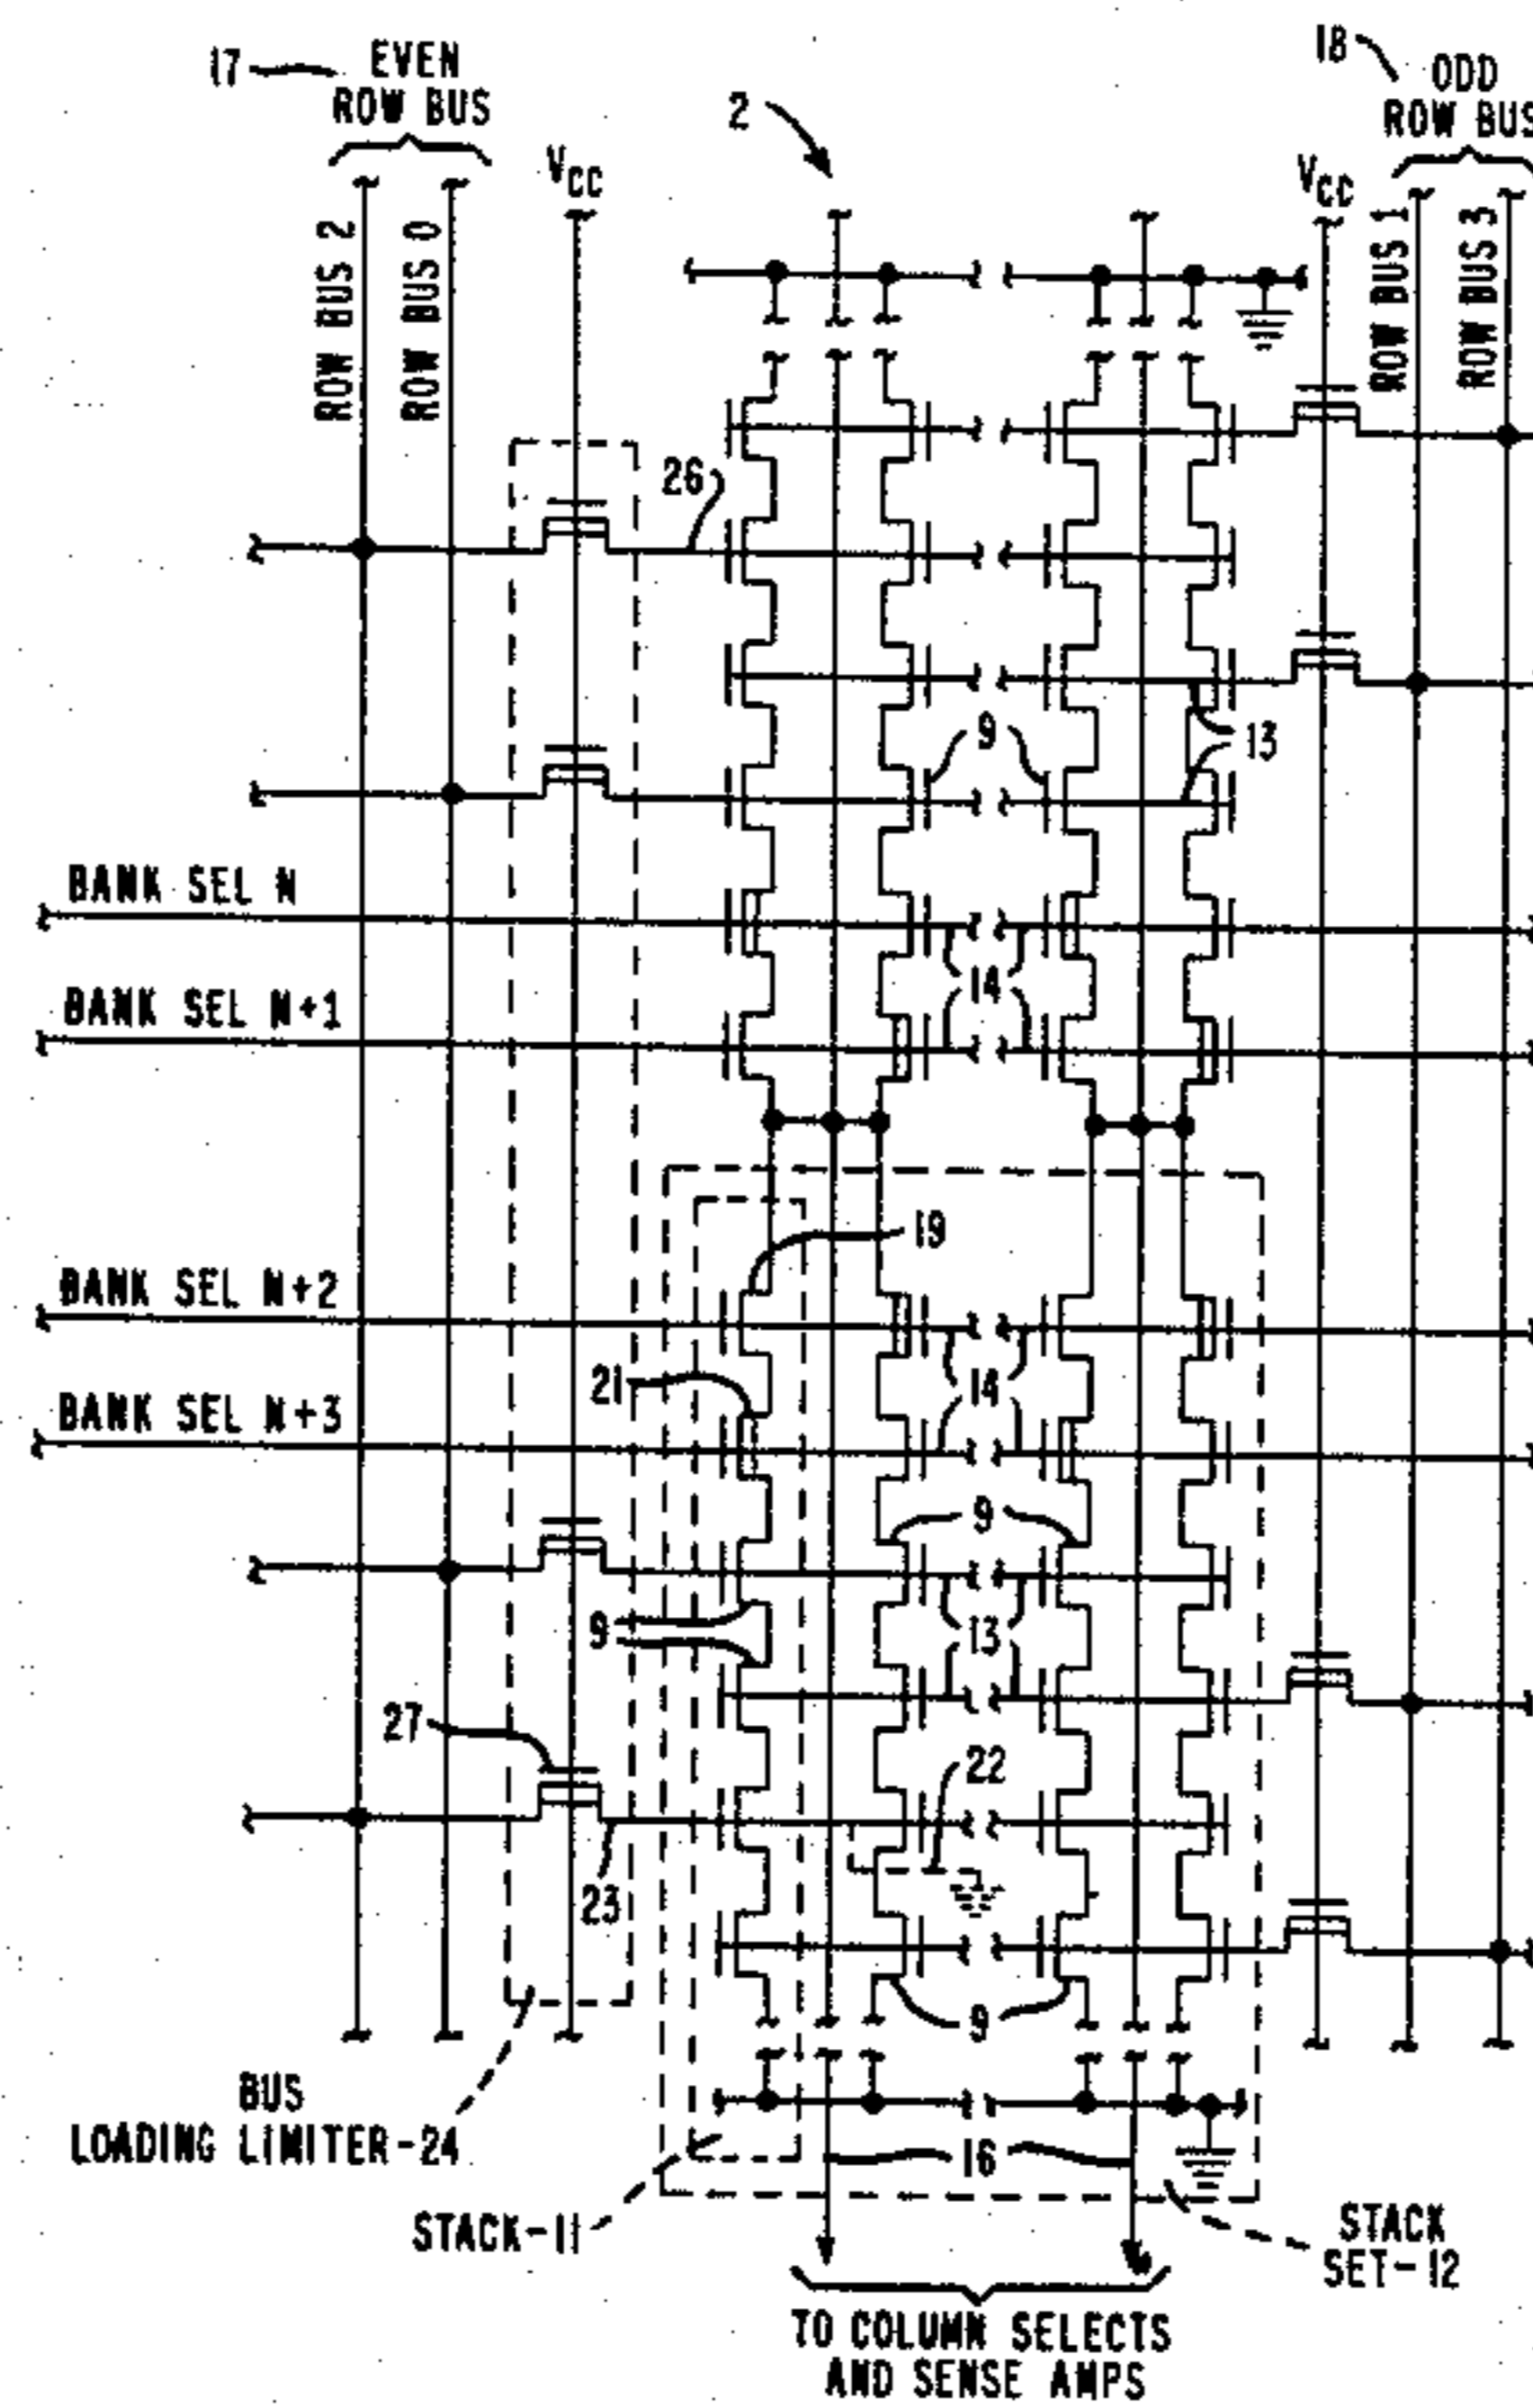 17
EVEN
ROW BUS
2
18
ODD
ROW BUS
VCC
VCC
ROW BUS 2
ROW BUS 0
ROW BUS 1
ROW BUS 3
26
9
13
BANK SEL N
14
BANK SEL N+1
19
BANK SEL N+2
21
14
BANK SEL N+3
9
9
13
27
22
23
9
BUS
LOADING LIMITER-24
16
STACK-11
STACK
SET-12
TO COLUMN SELECTS
AND SENSE AMPS